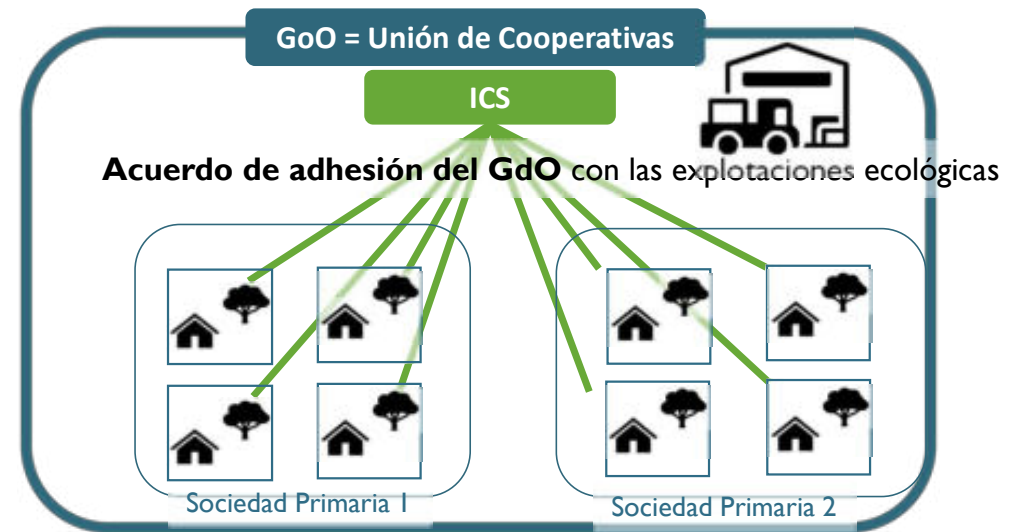 GoO = Unión de Cooperativas
ICS
Acuerdo de adhesión del GdO con las explotaciones ecológicas
Sociedad Primaria 1
Sociedad Primaria 2